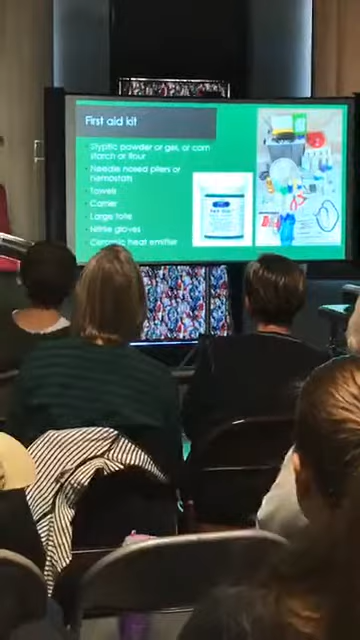 First aid kit
Styptic powder or gel, or corn
starch or flour
Needle nosed pliers or
hemostats
Towels
Carrier
Large tote
Nitrile gloves
Ceramic heat emitter